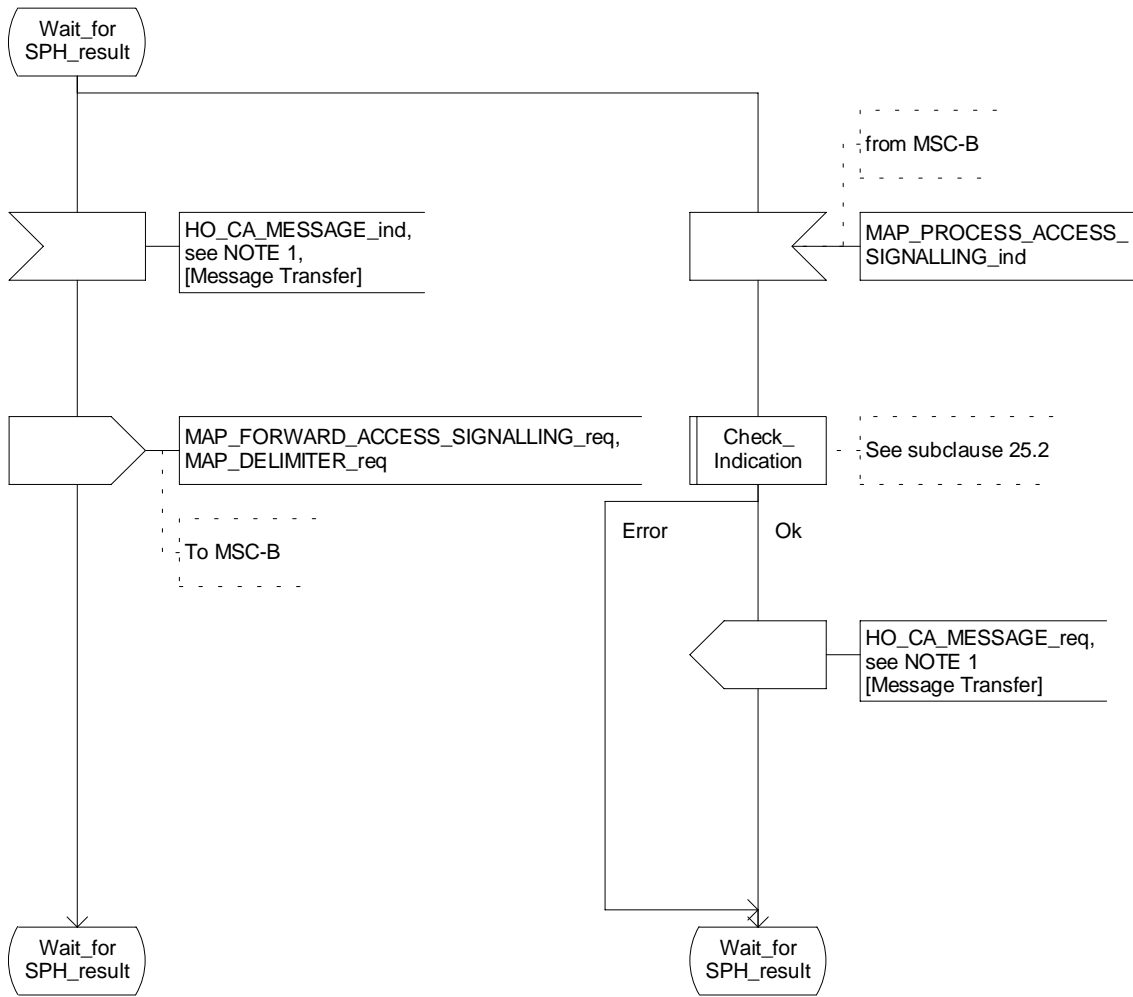 Wait_for
SPH_result
from MSC-B
HO_CA_MESSAGE_ind,
see NOTE 1,
[Message Transfer]
MAP_PROCESS_ACCESS_
SIGNALLING_ind
MAP_FORWARD_ACCESS_SIGNALLING_req,
MAP_DELIMITER_req
Check_
Indication
See subclause 25.2
Error
Ok
To MSC-B
HO_CA_MESSAGE_req,
see NOTE 1
[Message Transfer]
Wait_for
SPH_result
Wait_for
SPH_result